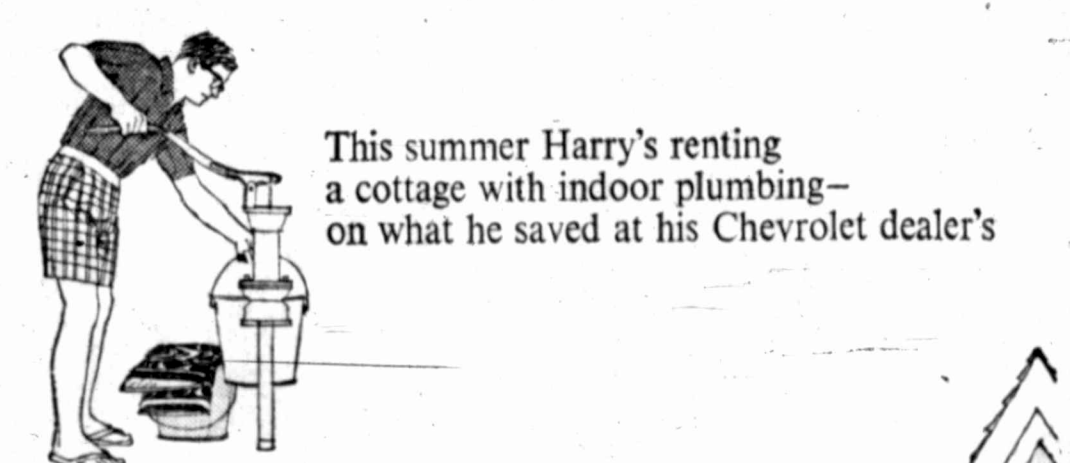 This summer Harry's renting
a cottage with indoor plumbing—
on what he saved at his Chevrolet dealer's